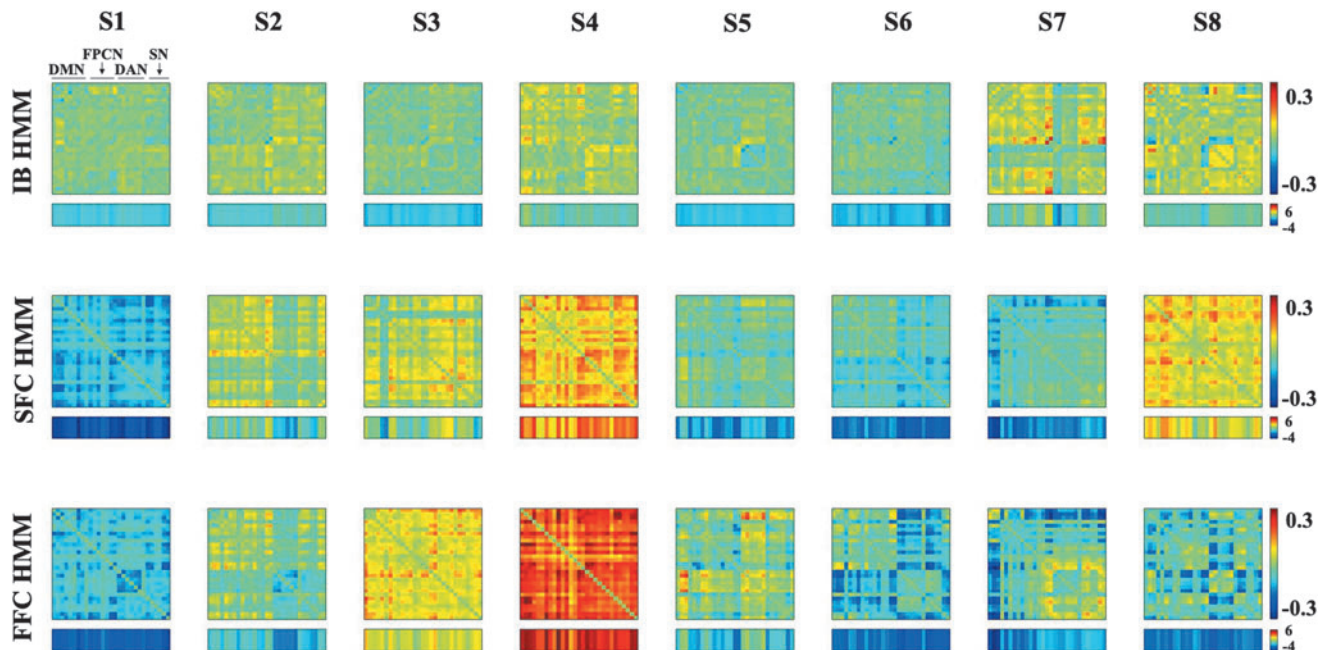 S1 S2 S3 S4 S5 S6 S7 S8
FPCN SN
DMN DAN
IB HMM
0.3
-0.3
6
-4
SFC HMM
0.3
-0.3
6
-4
FFC HMM
0.3
-0.3
6
-4